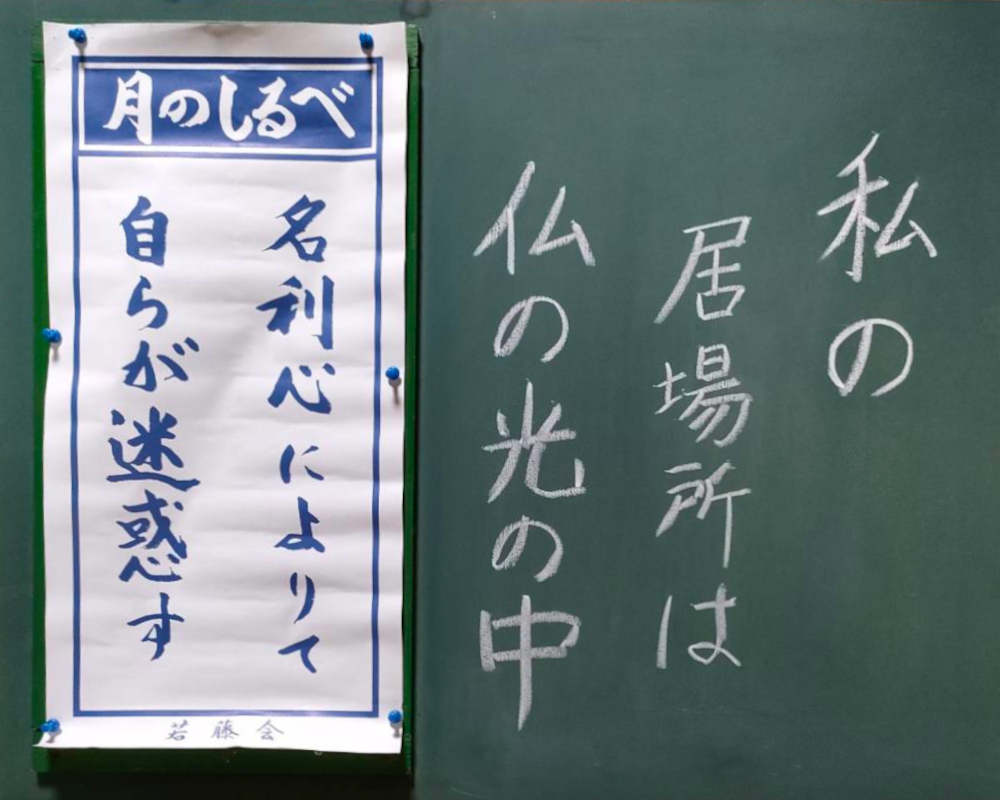 月のしるべ
名利心によりて
自らが迷惑す
若藤会
私の
居場所は
仏の光の中